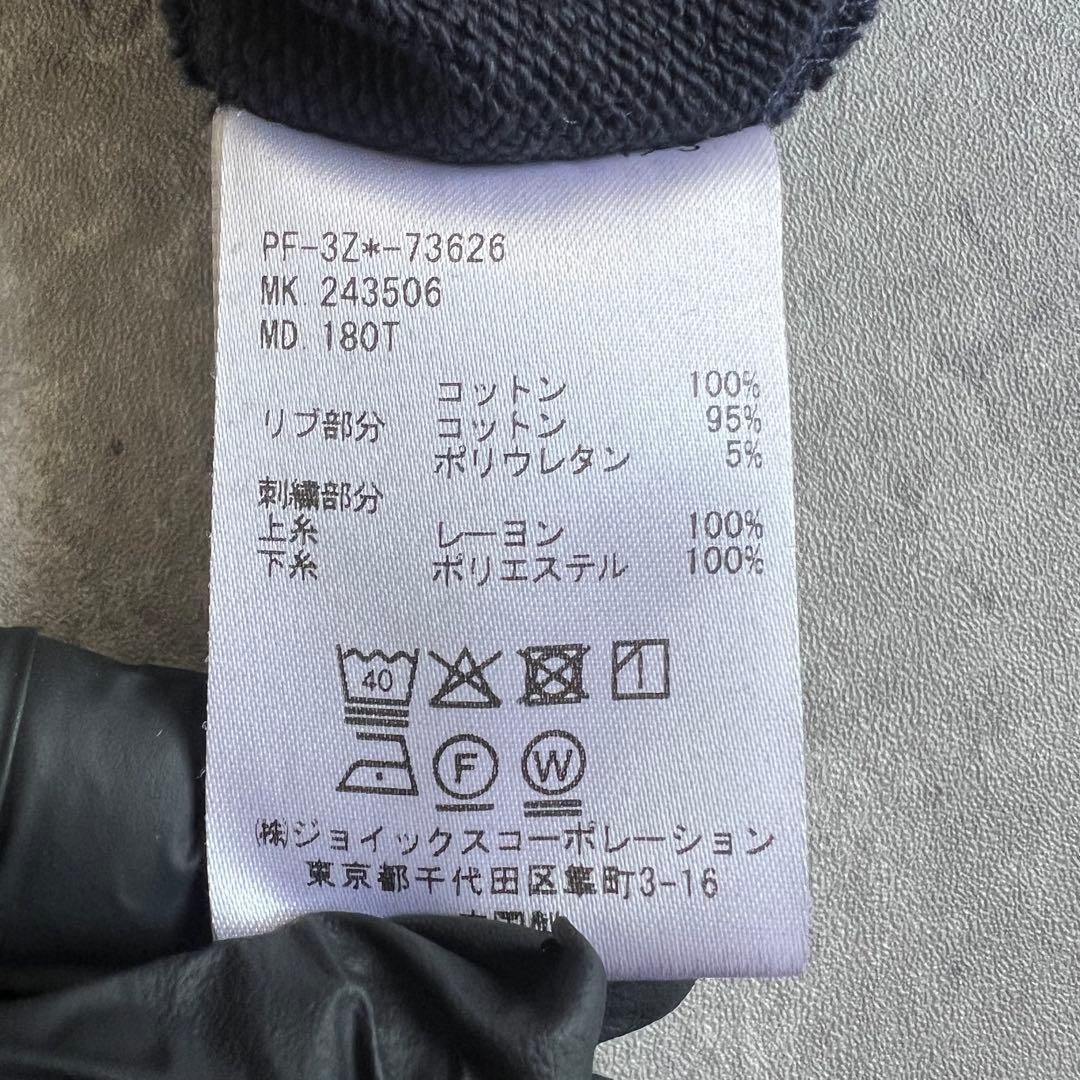 PF-3Z*-73626
MK 243506
MD 180T
コットン 100%
リブ部分 コットン 95%
ポリウレタン 5%
刺繍部分
上糸 レーヨン 100%
下糸 ポリエステル 100%
40
F W
(株)ジョイックスコーポレーション
東京都千代田区麹町3-16